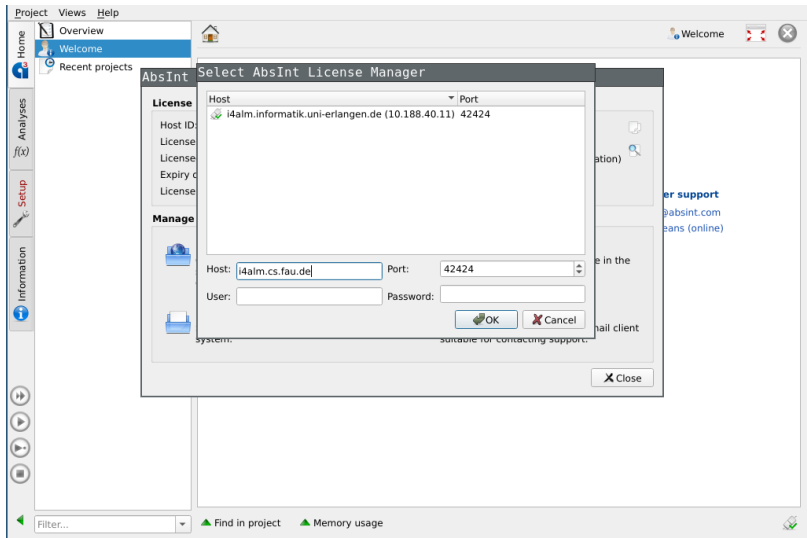 Project Views Help
Home
Analyses
f(x)
Setup
Information
Overview
Welcome
Recent projects
Filter...
Welcome
AbsInt
License
Host ID:
License
License
ation)
Expiry
License
Manage
e in the
mail client
system.
suitable for contacting support.
Close
Select AbsInt License Manager
Host Port
i4alm.informatik.uni-erlangen.de (10.188.40.11) 42424
Host: i4alm.cs.fau.de Port: 42424
User: Password:
OK Cancel
er support
@absint.com
eans (online)
Find in project Memory usage